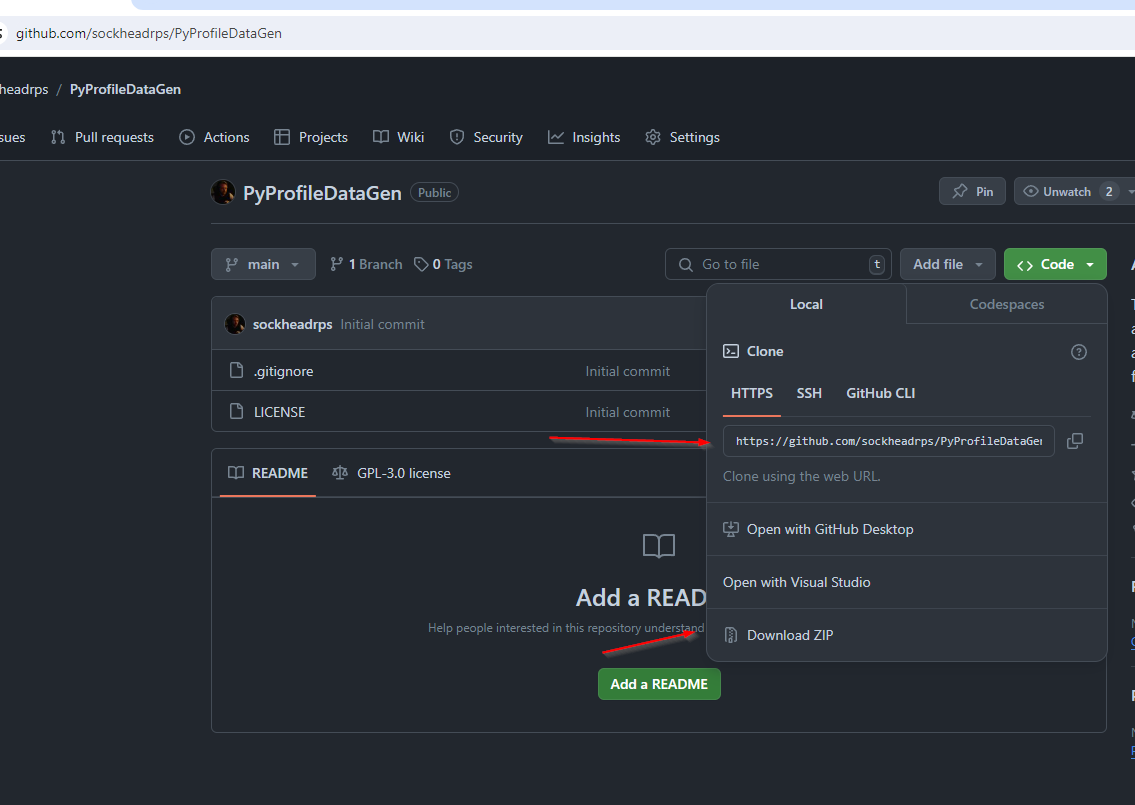 github.com/sockheadrps/PyProfileDataGen
headrps / PyProfileDataGen
sues Pull requests Actions Projects Wiki Security Insights Settings
PyProfileDataGen Public Pin Unwatch 2
main 1 Branch 0 Tags Go to file t Add file <> Code
Local Codespaces
sockheadrps Initial commit
Clone
.gitignore Initial commit
HTTPS SSH GitHub CLI
LICENSE Initial commit
https://github.com/sockheadrps/PyProfileDataGen
README GPL-3.0 license
Clone using the web URL.
Open with GitHub Desktop
Open with Visual Studio
Add a READ
Help people interested in this repository understand
Download ZIP
Add a README